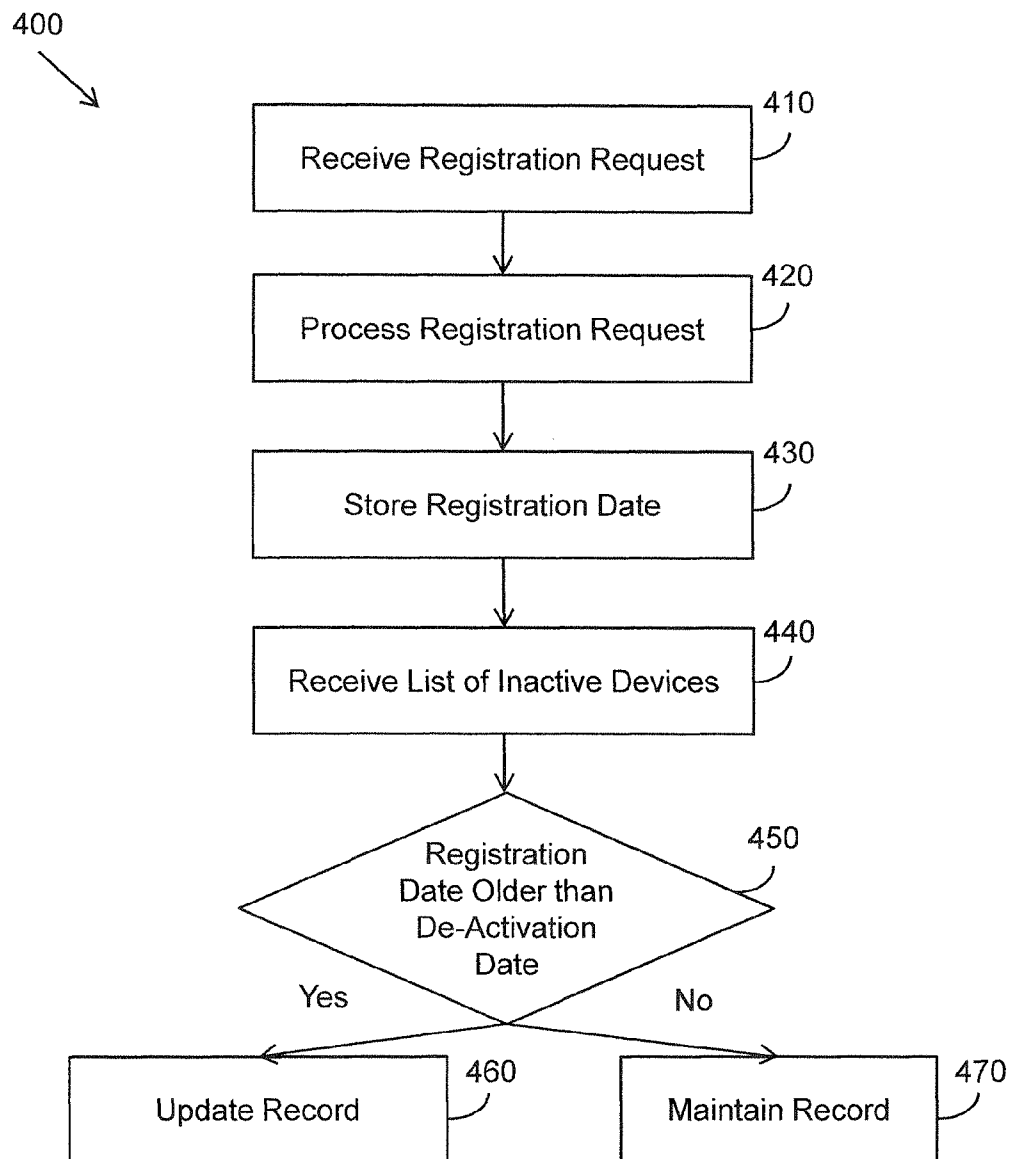 400
410
Receive Registration Request
420
Process Registration Request
430
Store Registration Date
440
Receive List of Inactive Devices
450
Registration
Date Older than
De-Activation
Date
Yes
No
460
Update Record
470
Maintain Record